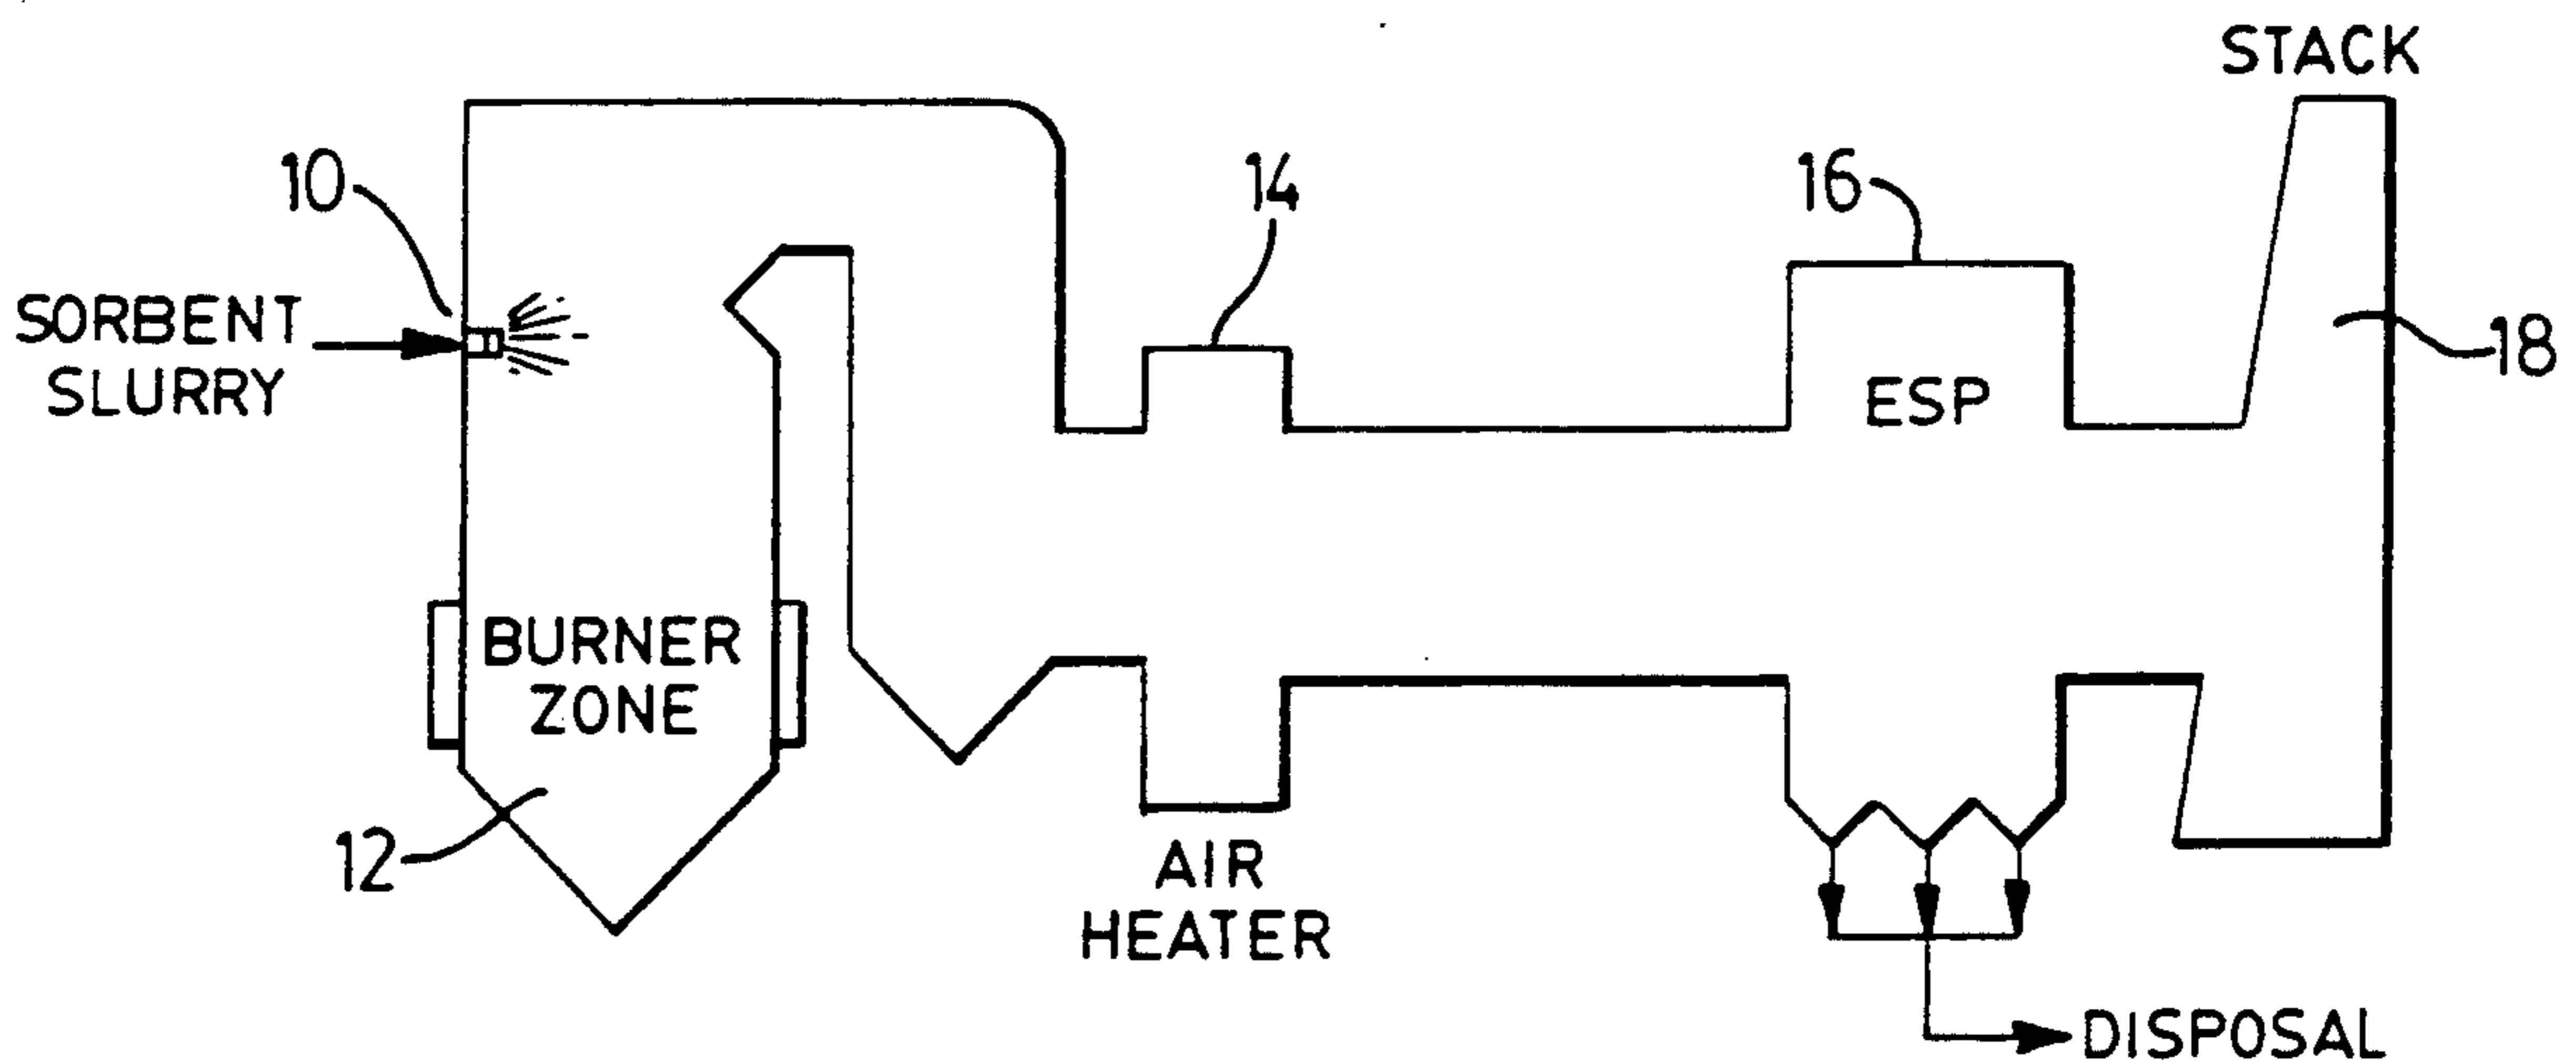 STACK
10
14
16
SORBENT
SLURRY
18
ESP
BURNER
ZONE
12
AIR
HEATER
DISPOSAL